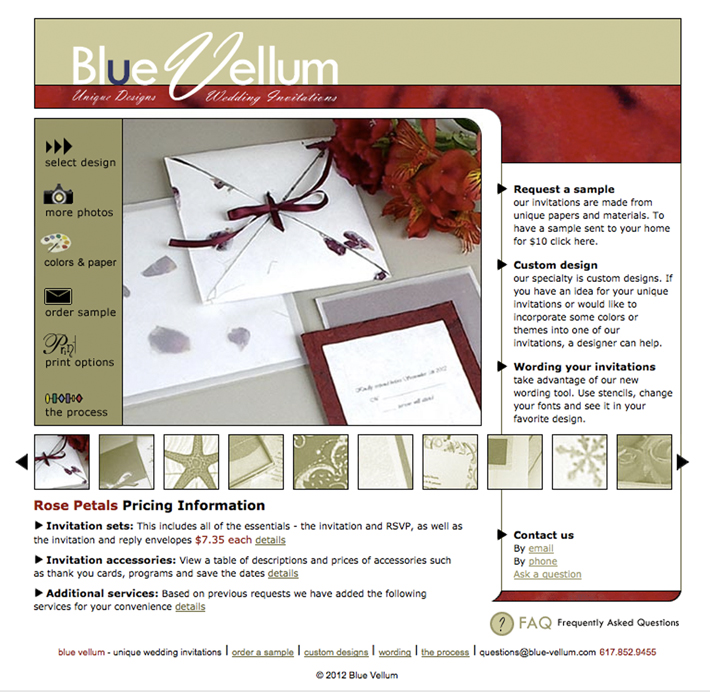 Blue Vellum
Unique Designs Wedding Invitations
select design
more photos
colors & paper
order sample
Print
print options
the process
Request a sample
our invitations are made from
unique papers and materials. To
have a sample sent to your home
for $10 click here.
Custom design
our specialty is custom designs. If
you have an idea for your unique
invitations or would like to
incorporate some colors or
themes into one of our
invitations, a designer can help.
Wording your invitations
take advantage of our new
wording tool. Use stencils, change
your fonts and see it in your
favorite design.
Rose Petals Pricing Information
Invitation sets: This includes all of the essentials - the invitation and RSVP, as well as
the invitation and reply envelopes $7.35 each details
Invitation accessories: View a table of descriptions and prices of accessories such
as thank you cards, programs and save the dates details
Additional services: Based on previous requests we have added the following
services for your convenience details
Contact us
By email
By phone
Ask a question
? FAQ Frequently Asked Questions
blue vellum - unique wedding invitations | order a sample | custom designs | wording | the process | questions@blue-vellum.com 617.852.9455
© 2012 Blue Vellum